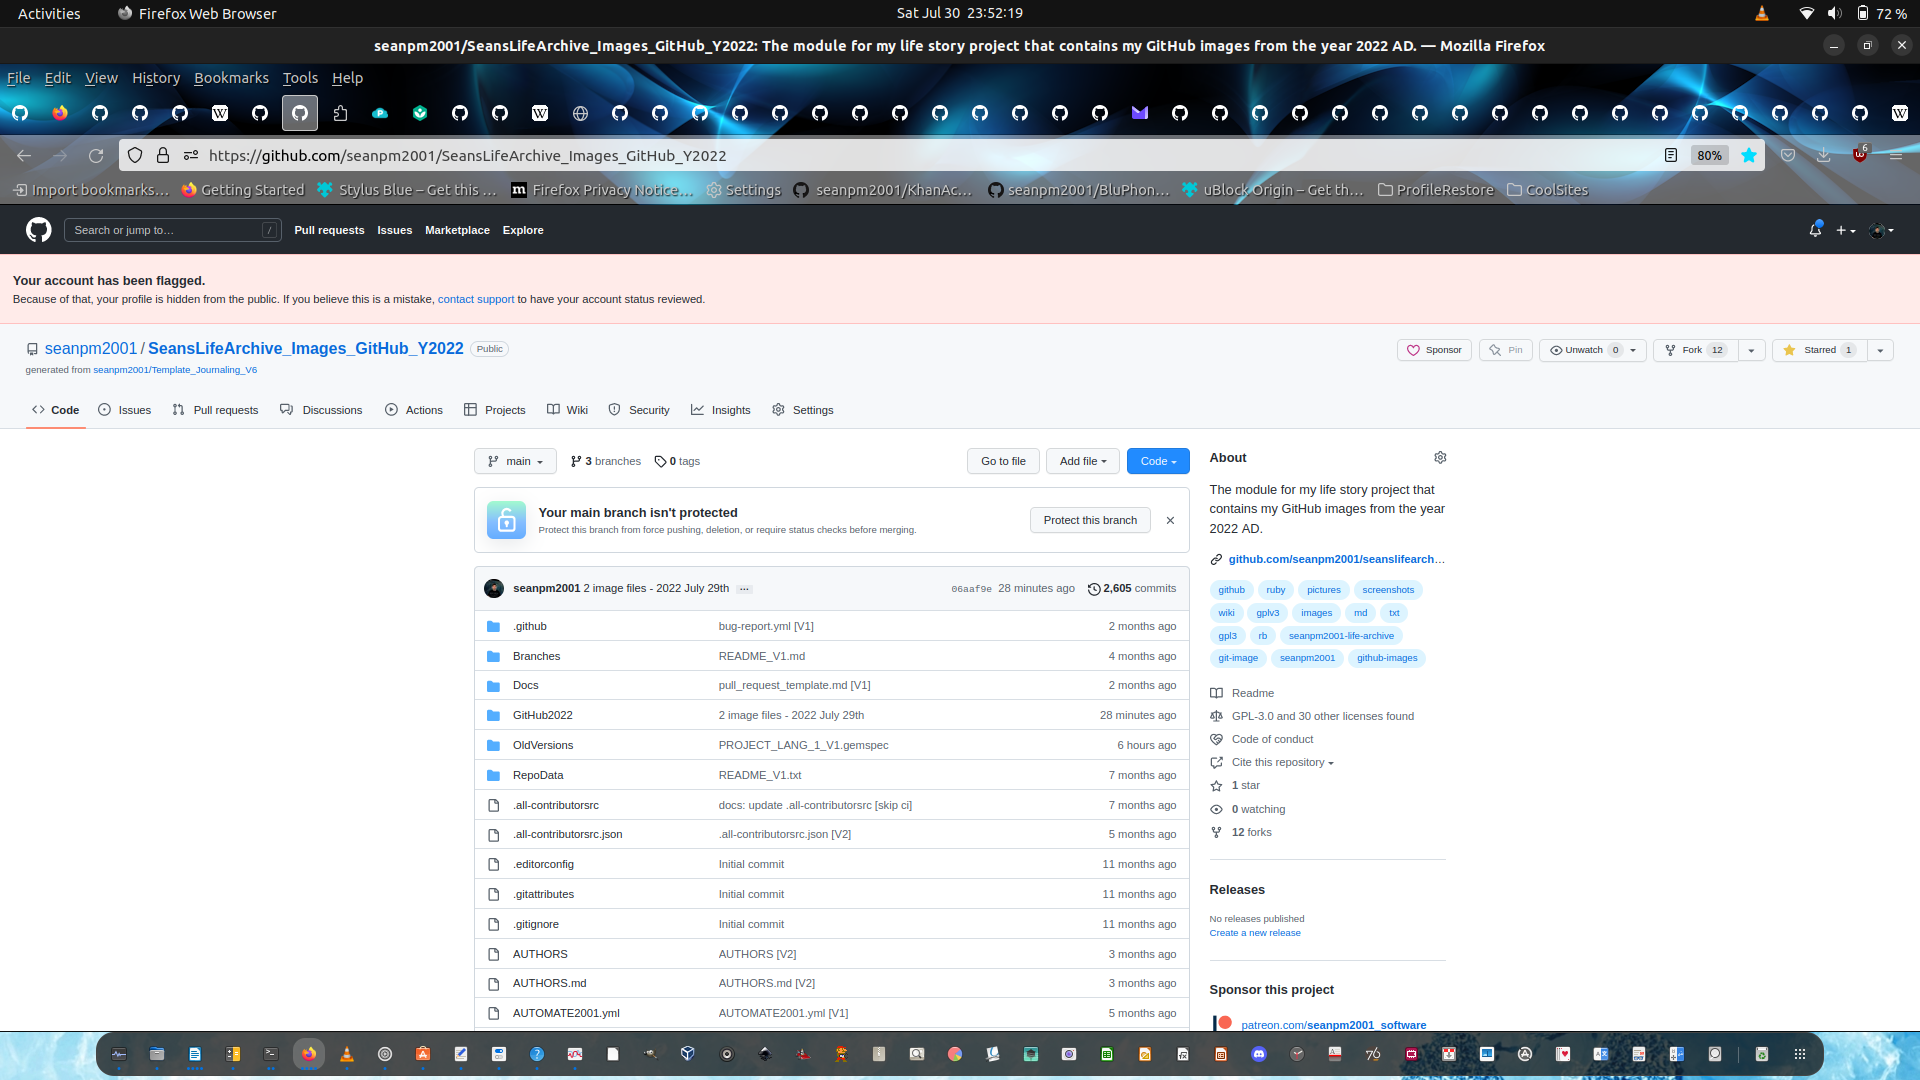 Activities
Firefox Web Browser
Sat Jul 30 23:52:19
72 %
seanpm2001/SeansLifeArchive_Images_GitHub_Y2022: The module for my life story project that contains my GitHub images from the year 2022 AD. — Mozilla Firefox
File Edit View History Bookmarks Tools Help
https://github.com/seanpm2001/SeansLifeArchive_Images_GitHub_Y2022
80%
6
Import bookmarks…
Getting Started
Stylus Blue – Get this …
Firefox Privacy Notice…
Settings
seanpm2001/KhanAc…
seanpm2001/BluPhon…
uBlock Origin – Get th…
ProfileRestore
CoolSites
Search or jump to…
/
Pull requests Issues Marketplace Explore
Your account has been flagged.
Because of that, your profile is hidden from the public. If you believe this is a mistake, contact support to have your account status reviewed.
seanpm2001 / SeansLifeArchive_Images_GitHub_Y2022 Public
generated from seanpm2001/Template_Journaling_V6
Sponsor
Pin
Unwatch 0
Fork 12
Starred 1
Code Issues Pull requests Discussions Actions Projects Wiki Security Insights Settings
main
3 branches
0 tags
Go to file
Add file
Code
Your main branch isn't protected
Protect this branch from force pushing, deletion, or require status checks before merging.
Protect this branch
seanpm2001 2 image files - 2022 July 29th ... 06aaf9e 28 minutes ago 2,605 commits
.github bug-report.yml [V1] 2 months ago
Branches README_V1.md 4 months ago
Docs pull_request_template.md [V1] 2 months ago
GitHub2022 2 image files - 2022 July 29th 28 minutes ago
OldVersions PROJECT_LANG_1_V1.gemspec 6 hours ago
RepoData README_V1.txt 7 months ago
.all-contributorsrc docs: update .all-contributorsrc [skip ci] 7 months ago
.all-contributorsrc.json .all-contributorsrc.json [V2] 5 months ago
.editorconfig Initial commit 11 months ago
.gitattributes Initial commit 11 months ago
.gitignore Initial commit 11 months ago
AUTHORS AUTHORS [V2] 3 months ago
AUTHORS.md AUTHORS.md [V2] 3 months ago
AUTOMATE2001.yml AUTOMATE2001.yml [V1] 5 months ago
About
The module for my life story project that
contains my GitHub images from the year
2022 AD.
github.com/seanpm2001/seanslifearch…
github ruby pictures screenshots
wiki gplv3 images md txt
gpl3 rb seanpm2001-life-archive
git-image seanpm2001 github-images
Readme
GPL-3.0 and 30 other licenses found
Code of conduct
Cite this repository
1 star
0 watching
12 forks
Releases
No releases published
Create a new release
Sponsor this project
patreon.com/seanpm2001_software